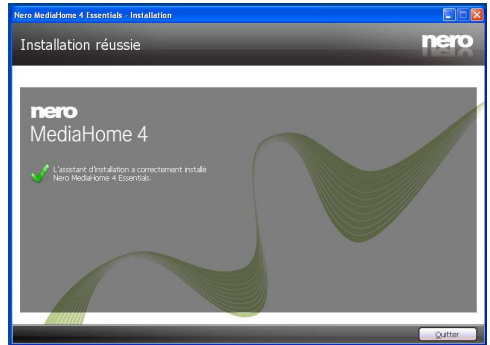 Nero MediaHome 4 Essentials - Installation
Installation réussie
nero
nero
MediaHome 4
L'assistant d'installation a correctement installé
Nero MediaHome 4 Essentials.
Quitter